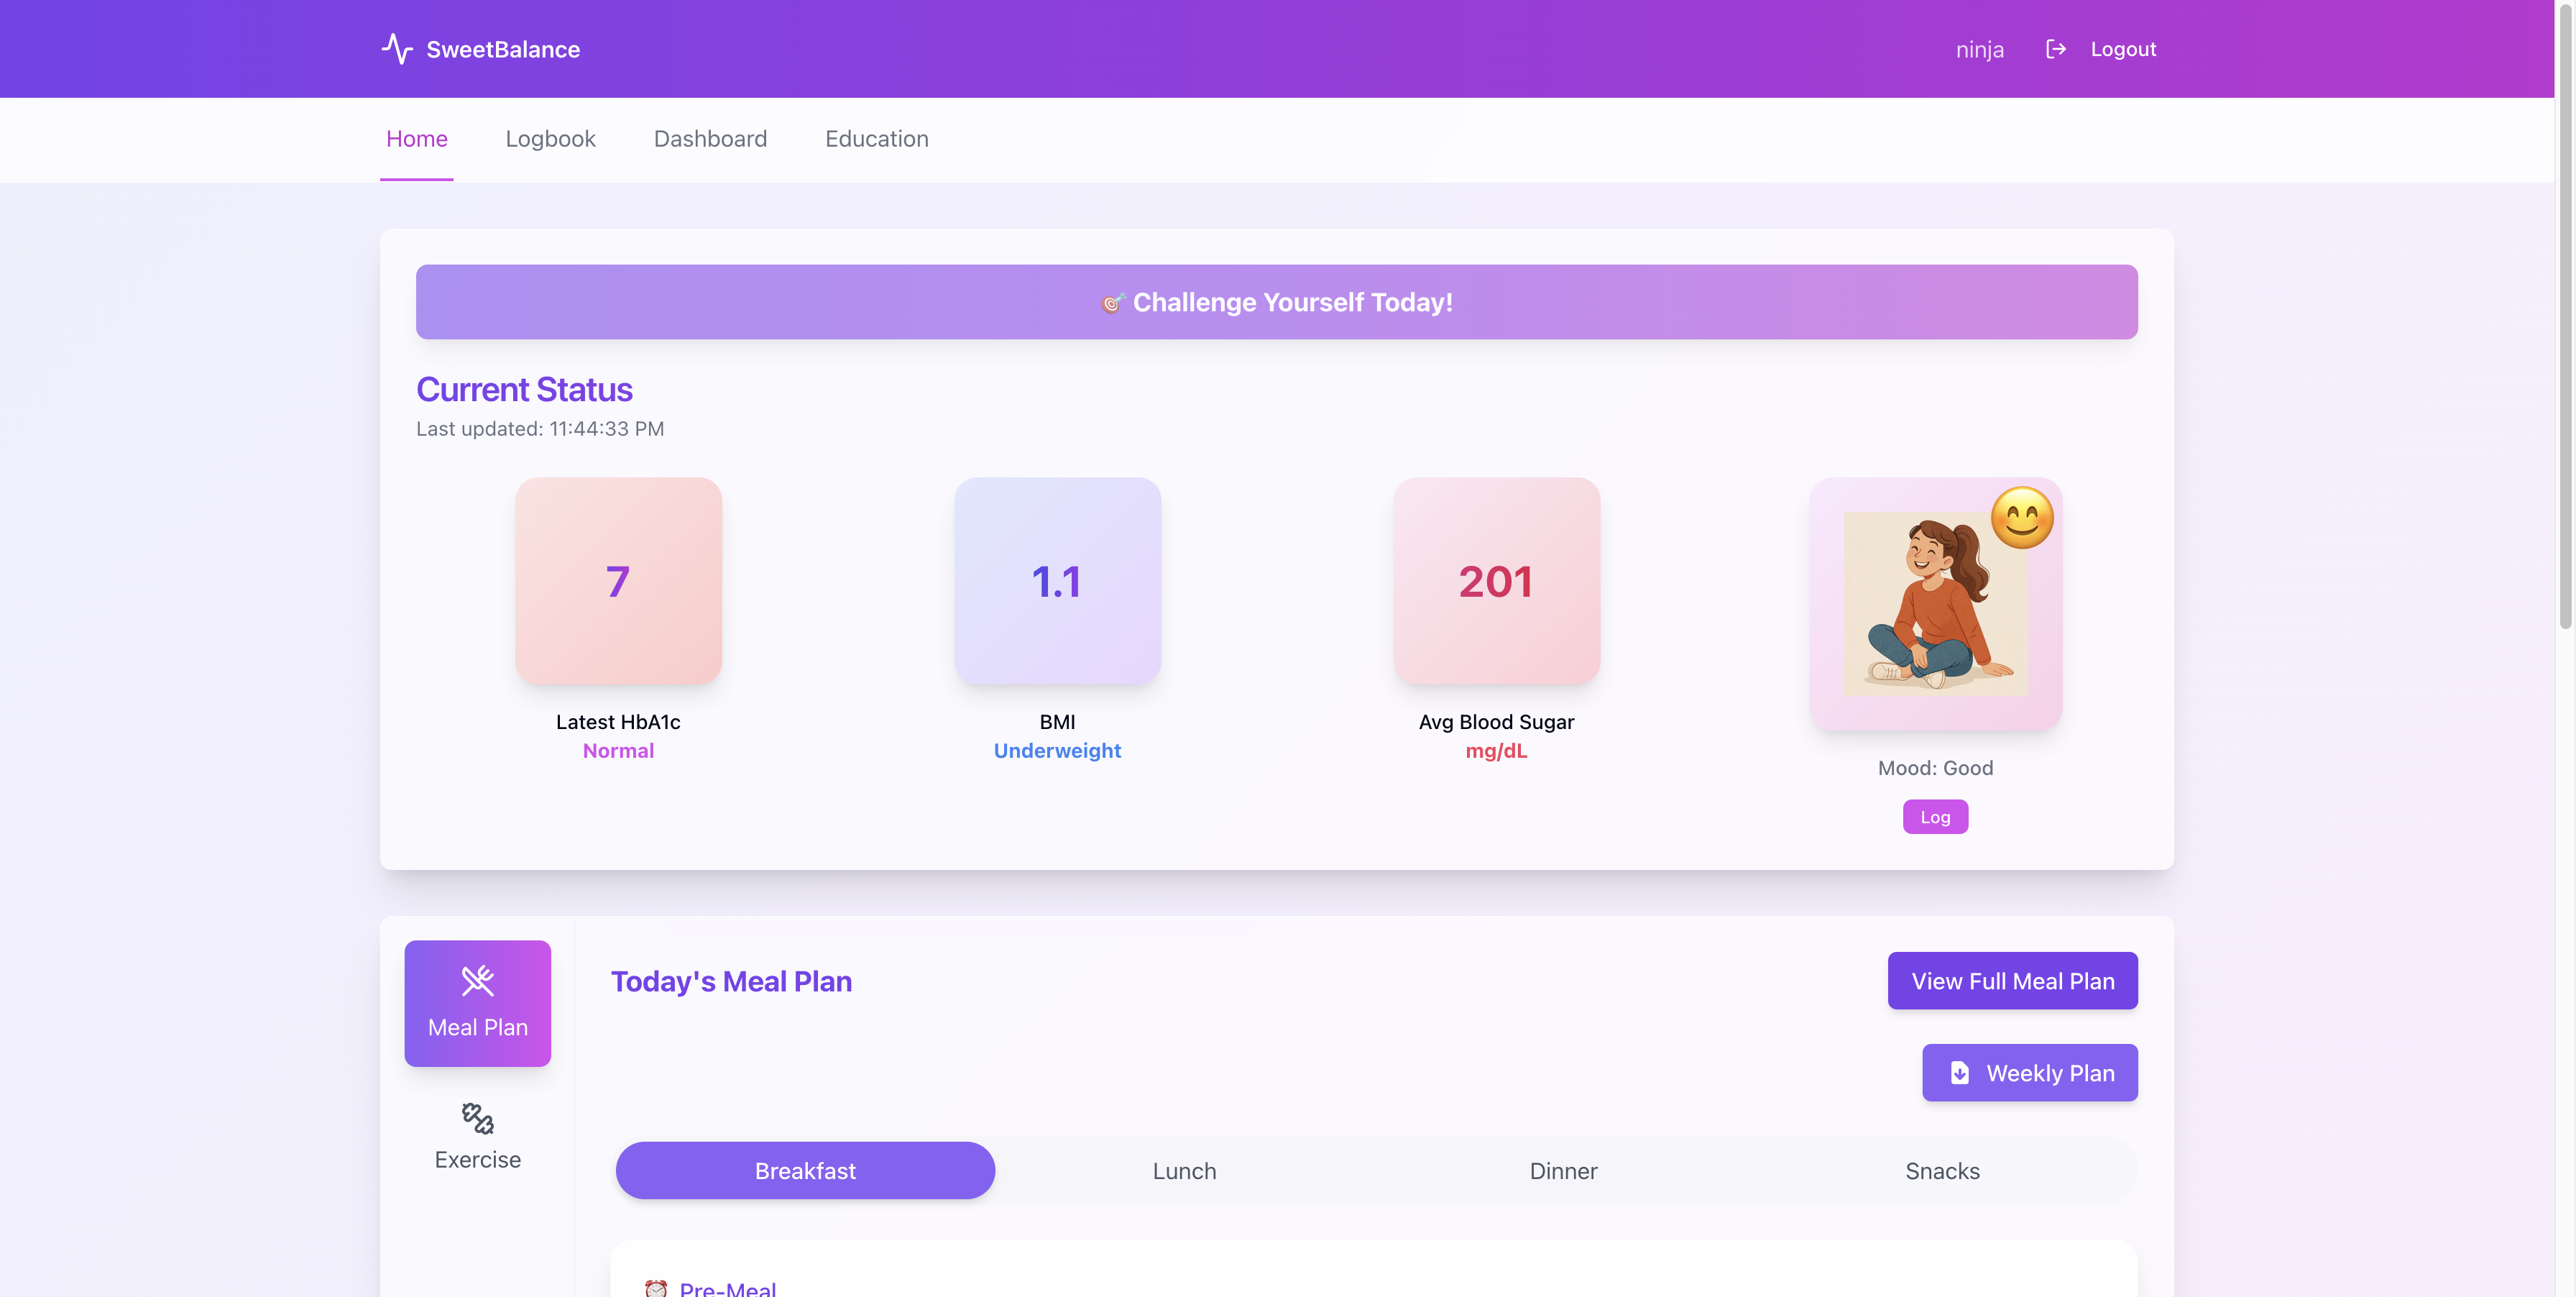 SweetBalance
ninja
Logout
Home
Logbook
Dashboard
Education
🎯 Challenge Yourself Today!
Current Status
Last updated: 11:44:33 PM
7
Latest HbA1c
Normal
1.1
BMI
Underweight
201
Avg Blood Sugar
mg/dL
Mood: Good
Log
Meal Plan
Exercise
Today's Meal Plan
View Full Meal Plan
Weekly Plan
Breakfast
Lunch
Dinner
Snacks
⏰ Pre-Meal